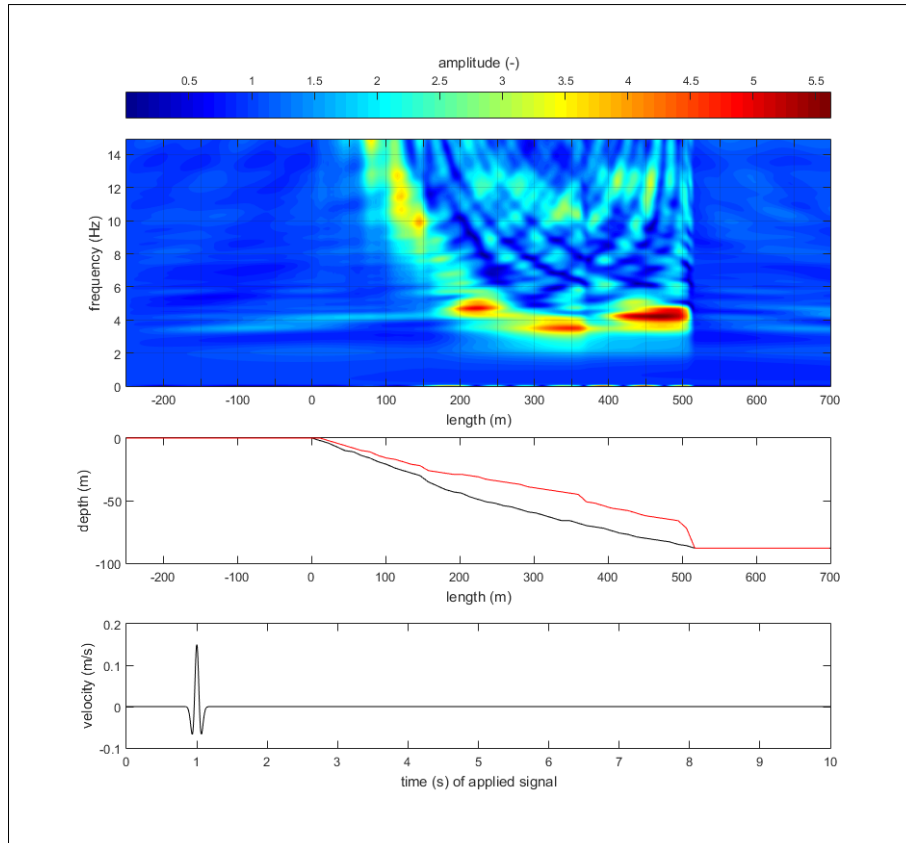 amplitude (-)
0.5 1 1.5 2 2.5 3 3.5 4 4.5 5 5.5
14
12
10
8
6
4
2
0
frequency (Hz)
-200 -100 0 100 200 300 400 500 600 700
length (m)
0
-50
-100
depth (m)
-200 -100 0 100 200 300 400 500 600 700
length (m)
0.2
0.1
0
-0.1
velocity (m/s)
0 1 2 3 4 5 6 7 8 9 10
time (s) of applied signal